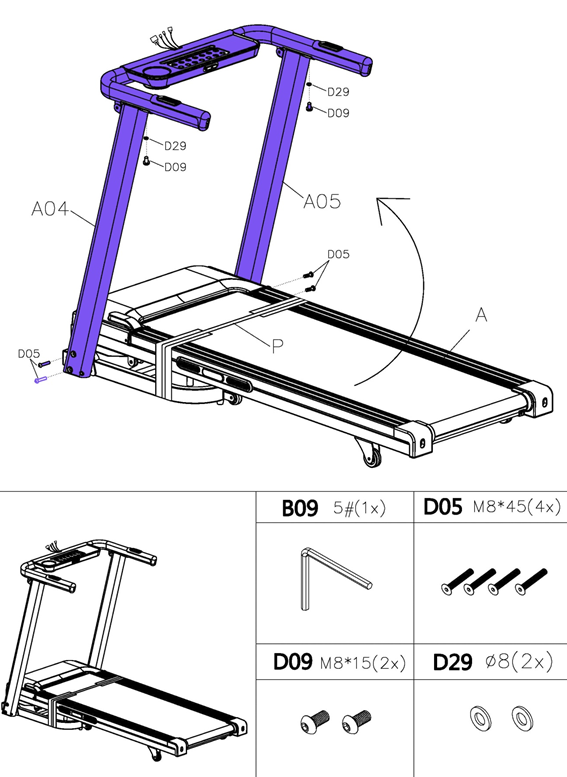 D29
D09
D29
D09
A04
A05
D05
A
P
D05
B09 5#(1x)
D05 M8*45(4x)
D09 M8*15(2x)
D29 ø8(2x)